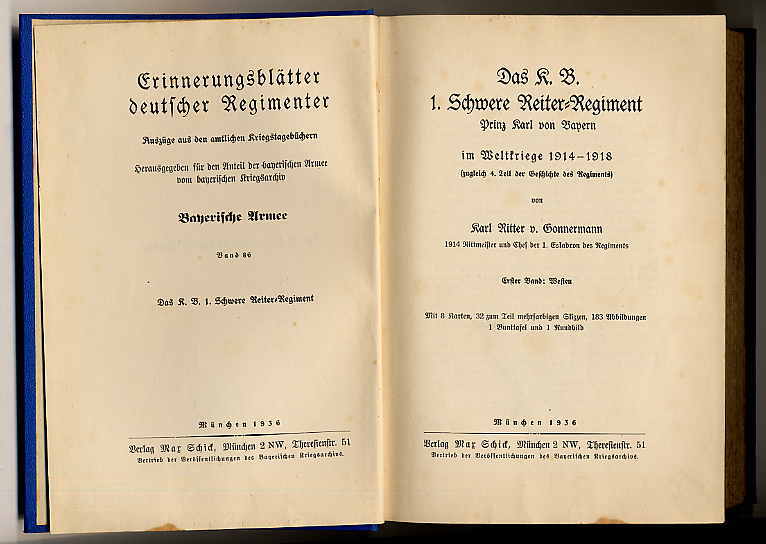 Erinnerungsblätter
deutscher Regimenter
Auszüge aus den amtlichen Kriegstagebüchern
Herausgegeben für den Anteil der bayerischen Armee
vom bayerischen Kriegsarchiv
Bayerische Armee
Band 86
Das K. B. 1. Schwere Reiter-Regiment
München 1936
Verlag Max Schick, München 2 NW, Theresienstr. 51
Vertrieb der Veröffentlichungen des Bayerischen Kriegsarchivs.
Das K. B.
1. Schwere Reiter-Regiment
Prinz Karl von Bayern
im Weltkriege 1914-1918
(zugleich 4. Teil der Geschichte des Regiments)
von
Karl Ritter v. Gonnermann
1914 Rittmeister und Chef der 1. Eskadron des Regiments
Erster Band: Westen
Mit 8 Karten, 32 zum Teil mehrfarbigen Skizzen, 183 Abbildungen
1 Bunttafel und 1 Rundbild
München 1936
Verlag Max Schick, München 2 NW, Theresienstr. 51
Vertrieb der Veröffentlichungen des Bayerischen Kriegsarchivs.